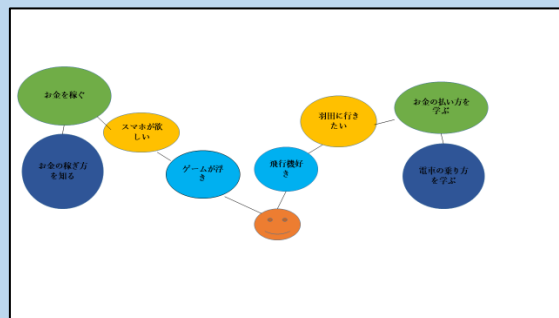 お金を稼ぐ
スマホが欲
しい
お金の稼ぎ方
を知る
ゲームが浮
き
飛行機好
き
羽田に行き
たい
お金の払い方を
学ぶ
電車の乗り方
を学ぶ